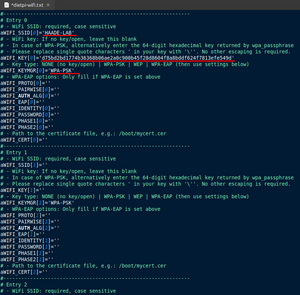 *dietpi-wifi.txt
#---------------------------------------------------------------
# Entry 0
# - WiFi SSID: required, case sensitive
aWIFI_SSID[0]='HAADE-LAB'
# - WiFi key: If no key/open, leave this blank
# - In case of WPA-PSK, alternatively enter the 64-digit hexadecimal key returned by wpa_passphrase
# - Please replace single quote characters ' in your key with '\''. No other escaping is required.
aWIFI_KEY[0]=
# - Key type: NONE (no key/open) | WPA-PSK | WEP | WPA-EAP (then use settings below)
aWIFI_KEYMGR[0]='WPA-PSK'
# - WPA-EAP options: Only fill if WPA-EAP is set above
aWIFI_PROTO[0]=''
aWIFI_PAIRWISE[0]=''
aWIFI_AUTH_ALG[0]=''
aWIFI_EAP[0]=''
aWIFI_IDENTITY[0]=''
aWIFI_PASSWORD[0]=''
aWIFI_PHASE1[0]=''
aWIFI_PHASE2[0]=''
# - Path to the certificate file, e.g.: /boot/mycert.cer
aWIFI_CERT[0]=''
#---------------------------------------------------------------
# Entry 1
# - WiFi SSID: required, case sensitive
aWIFI_SSID[1]=''
# - WiFi key: If no key/open, leave this blank
# - In case of WPA-PSK, alternatively enter the 64-digit hexadecimal key returned by wpa_passphrase
# - Please replace single quote characters ' in your key with '\''. No other escaping is required.
aWIFI_KEY[1]=''
# - Key type: NONE (no key/open) | WPA-PSK | WEP | WPA-EAP (then use settings below)
aWIFI_KEYMGR[1]='WPA-PSK'
# - WPA-EAP options: Only fill if WPA-EAP is set above
aWIFI_PROTO[1]=''
aWIFI_PAIRWISE[1]=''
aWIFI_AUTH_ALG[1]=''
aWIFI_EAP[1]=''
aWIFI_IDENTITY[1]=''
aWIFI_PASSWORD[1]=''
aWIFI_PHASE1[1]=''
aWIFI_PHASE2[1]=''
# - Path to the certificate file, e.g.: /boot/mycert.cer
aWIFI_CERT[1]=''
#---------------------------------------------------------------
# Entry 2
# - WiFi SSID: required, case sensitive